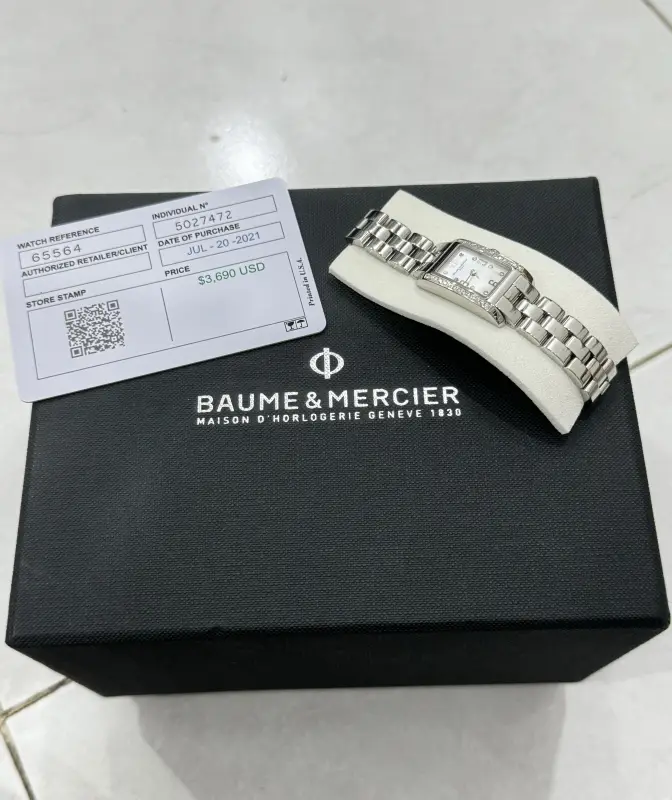 WATCH REFERENCE
65564
INDIVIDUAL N°
5027472
AUTHORIZED RETAILER/CLIENT
DATE OF PURCHASE
JUL - 20 -2021
STORE STAMP
PRICE
$3,690 USD
Printed in U.S.A.
BAUME & MERCIER
MAISON D'HORLOGERIE GENEVE 1830